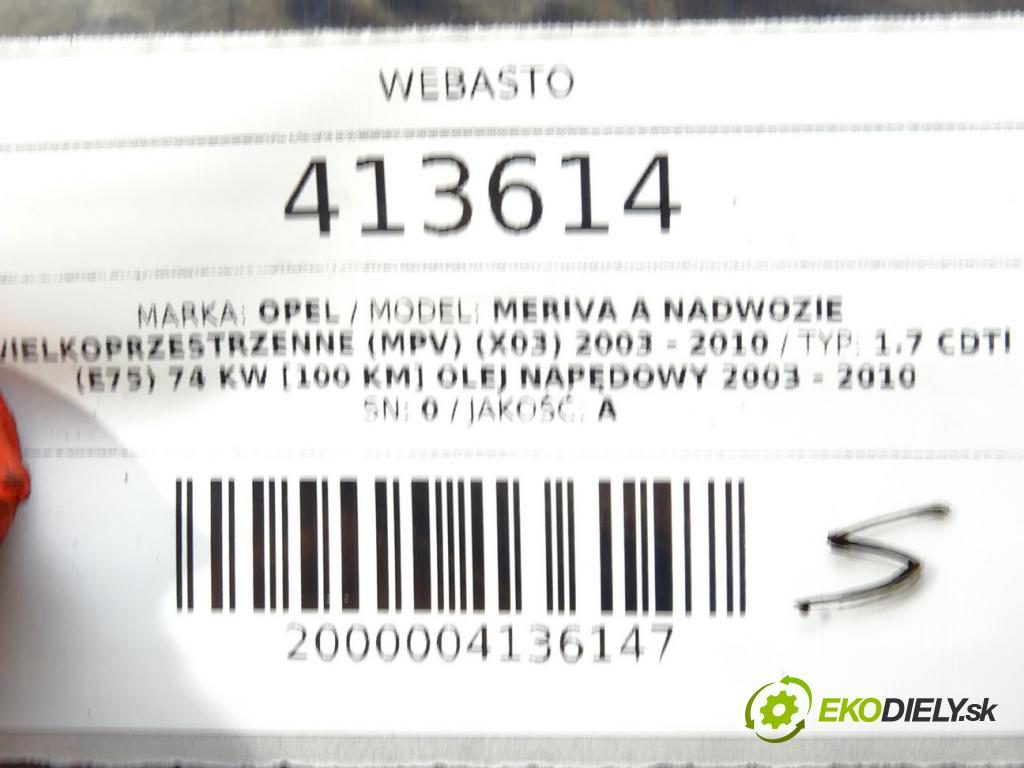 WEBASTO
413614
MARKA: OPEL / MODEL: MERIVA A NADWOZIE
WIELKOPRZESTRZENNE (MPV) (X03) 2003 - 2010 / TYP: 1.7 CDTI
(E75) 74 KW [100 KM] OLEJ NAPĘDOWY 2003 - 2010
SN: 0 / JAKOŚĆ: A
2000004136147
S
EKODIELY.sk